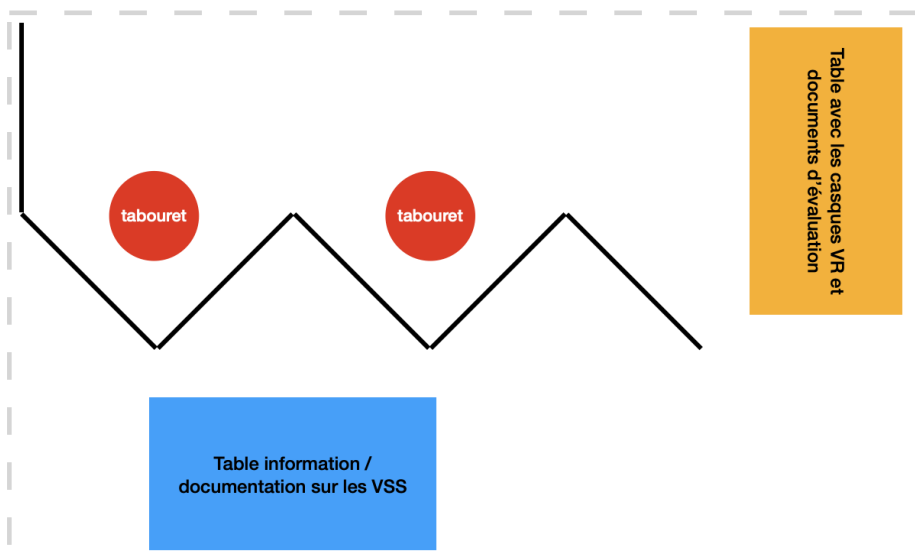 tabouret
tabouret
Table avec les casques VR et
documents d'évaluation
Table information /
documentation sur les VSS